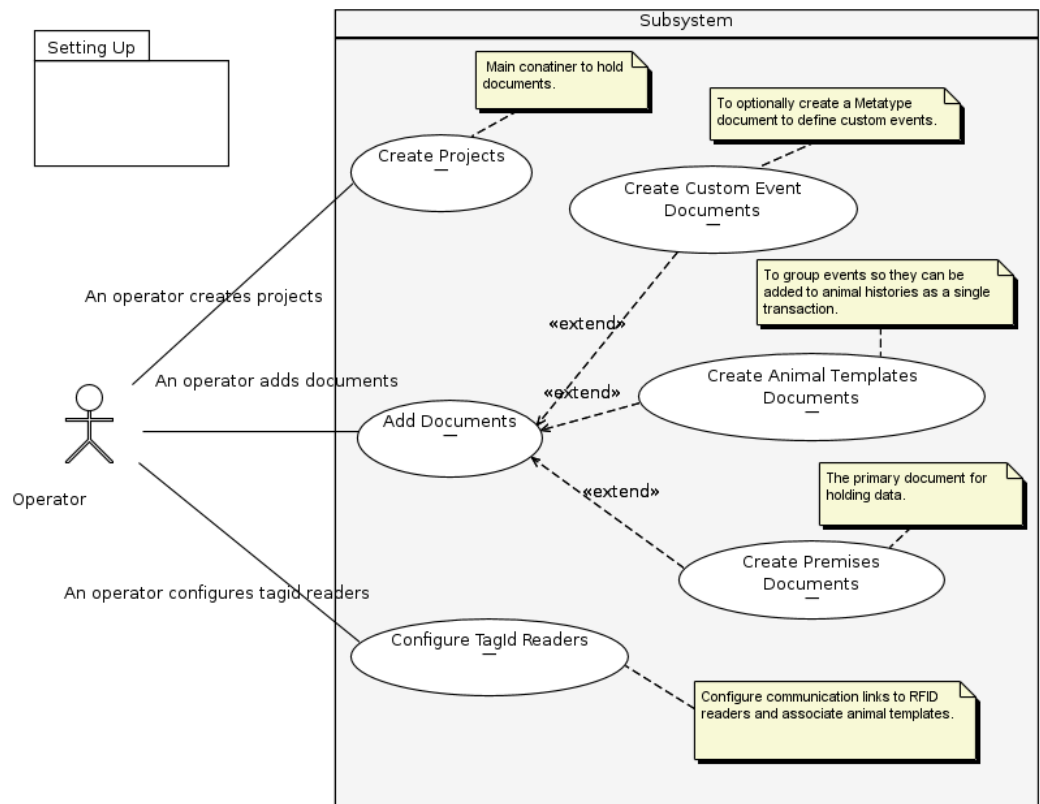 Subsystem
Setting Up
Main conatiner to hold
documents.
To optionally create a Metatype
document to define custom events.
Create Projects
Create Custom Event
Documents
To group events so they can be
added to animal histories as a single
transaction.
An operator creates projects
«extend»
An operator adds documents
Create Animal Templates
Documents
«extend»
Add Documents
Operator
The primary document for
holding data.
«extend»
Create Premises
Documents
An operator configures tagid readers
Configure TagId Readers
Configure communication links to RFID
readers and associate animal templates.